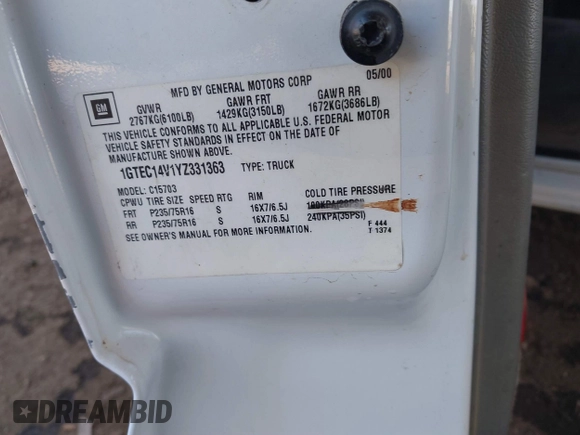 MFD BY GENERAL MOTORS CORP 05/00
GM
GVWR GAWR FRT GAWR RR
2767KG(6100LB) 1429KG(3150LB) 1672KG(3686LB)
THIS VEHICLE CONFORMS TO ALL APPLICABLE U.S. FEDERAL MOTOR
VEHICLE SAFETY STANDARDS IN EFFECT ON THE DATE OF
MANUFACTURE SHOWN ABOVE.
1GTEC14V1YZ331363 TYPE: TRUCK
MODEL: C15703
CPWU TIRE SIZE SPEED RTG RIM COLD TIRE PRESSURE
FRT P235/75R16 S 16X7/6.5J
RR P235/75R16 S 16X7/6.5J 240KPA(35PSI)
SEE OWNER'S MANUAL FOR MORE INFORMATION.
F 444
T 1374
DREAMBID